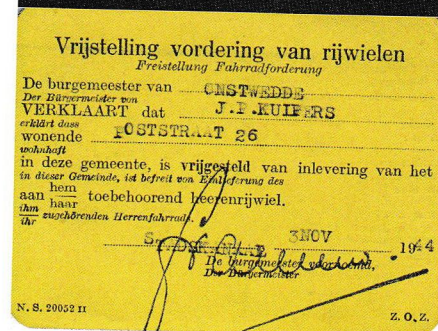 Vrijstelling vordering van rijwielen
Freistellung Fahrradforderung
De burgemeester van ONSTWEDDE
Der Bürgermeister von
VERKLAART dat J.P.KUIPERS
erklärt dass
wonende POSTSTRAAT 26
wohnhaft
in deze gemeente, is vrijgesteld van inlevering van het
in dieser Gemeinde, ist befreit von Einlieferung des
aan hem haar toebehoorend heerenrijwiel.
ihm ihr zugehörenden Herrenfahrrads.
3NOV 1944
De burgemeester voornoemd,
Der Bürgermeister
N. S. 20052 II
Z. O. Z.